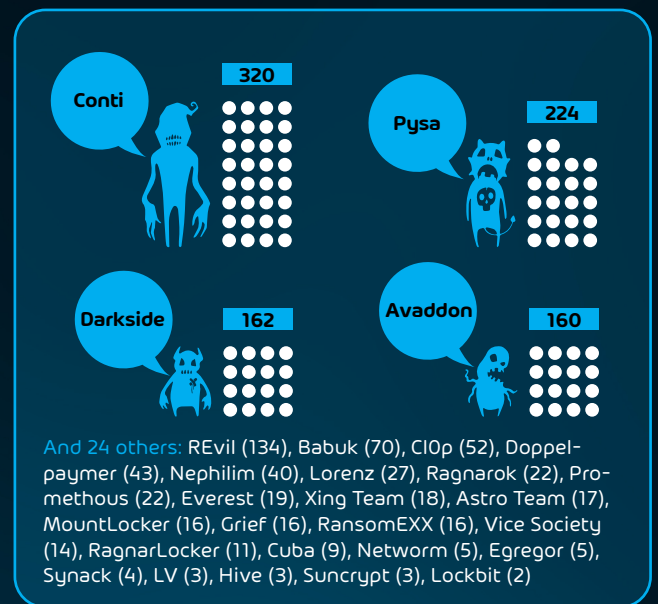 Conti
320
Pysa
224
Darkside
162
Avaddon
160
And 24 others: REvil (134), Babuk (70), Cl0p (52), Doppel-
paymer (43), Nephilim (40), Lorenz (27), Ragnarok (22), Pro-
methous (22), Everest (19), Xing Team (18), Astro Team (17),
MountLocker (16), Grief (16), RansomEXX (16), Vice Society
(14), RagnarLocker (11), Cuba (9), Networm (5), Egregor (5),
Synack (4), LV (3), Hive (3), Suncrypt (3), Lockbit (2)